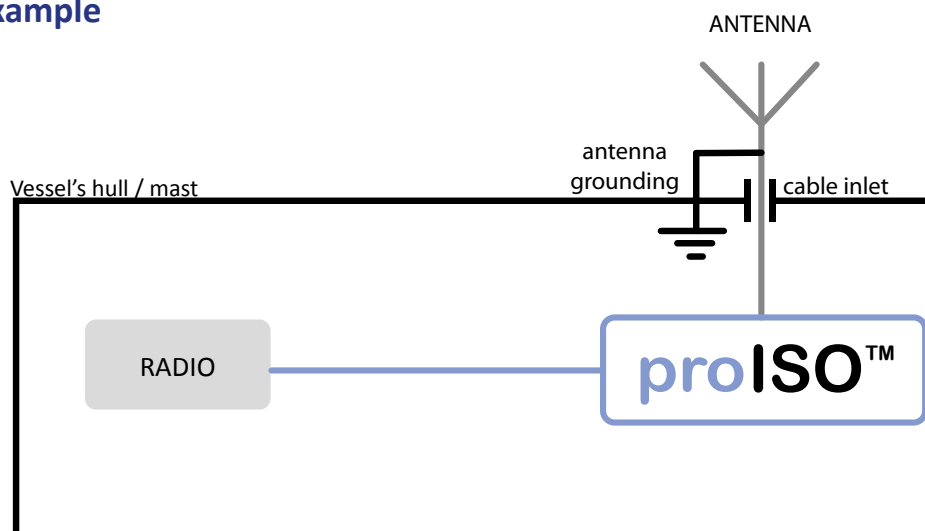 xample
ANTENNA
antenna
grounding
Vessel's hull / mast
cable inlet
RADIO
proISO™